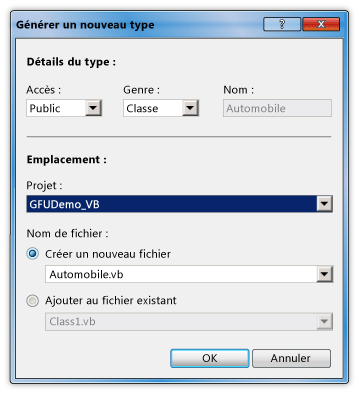 Générer un nouveau type
Détails du type :
Accès : Genre : Nom :
Public Classe Automobile
Emplacement :
Projet :
GFUDemo_VB
Nom de fichier :
Créer un nouveau fichier
Automobile.vb
Ajouter au fichier existant
Class1.vb
OK Annuler